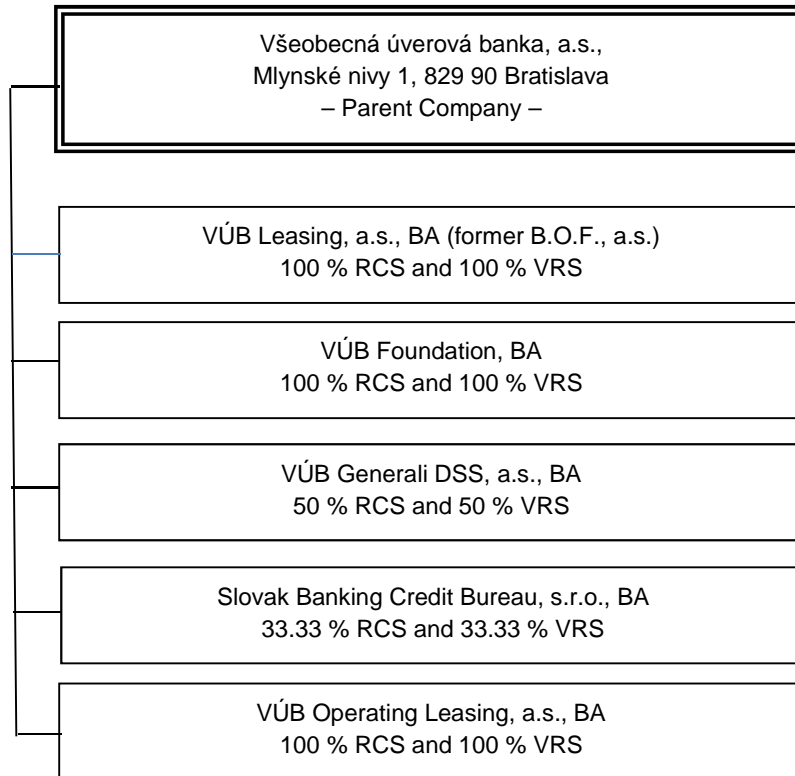 Všeobecná úverová banka, a.s.,
Mlynské nivy 1, 829 90 Bratislava
– Parent Company –
VÚB Leasing, a.s., BA (former B.O.F., a.s.)
100 % RCS and 100 % VRS
VÚB Foundation, BA
100 % RCS and 100 % VRS
VÚB Generali DSS, a.s., BA
50 % RCS and 50 % VRS
Slovak Banking Credit Bureau, s.r.o., BA
33.33 % RCS and 33.33 % VRS
VÚB Operating Leasing, a.s., BA
100 % RCS and 100 % VRS